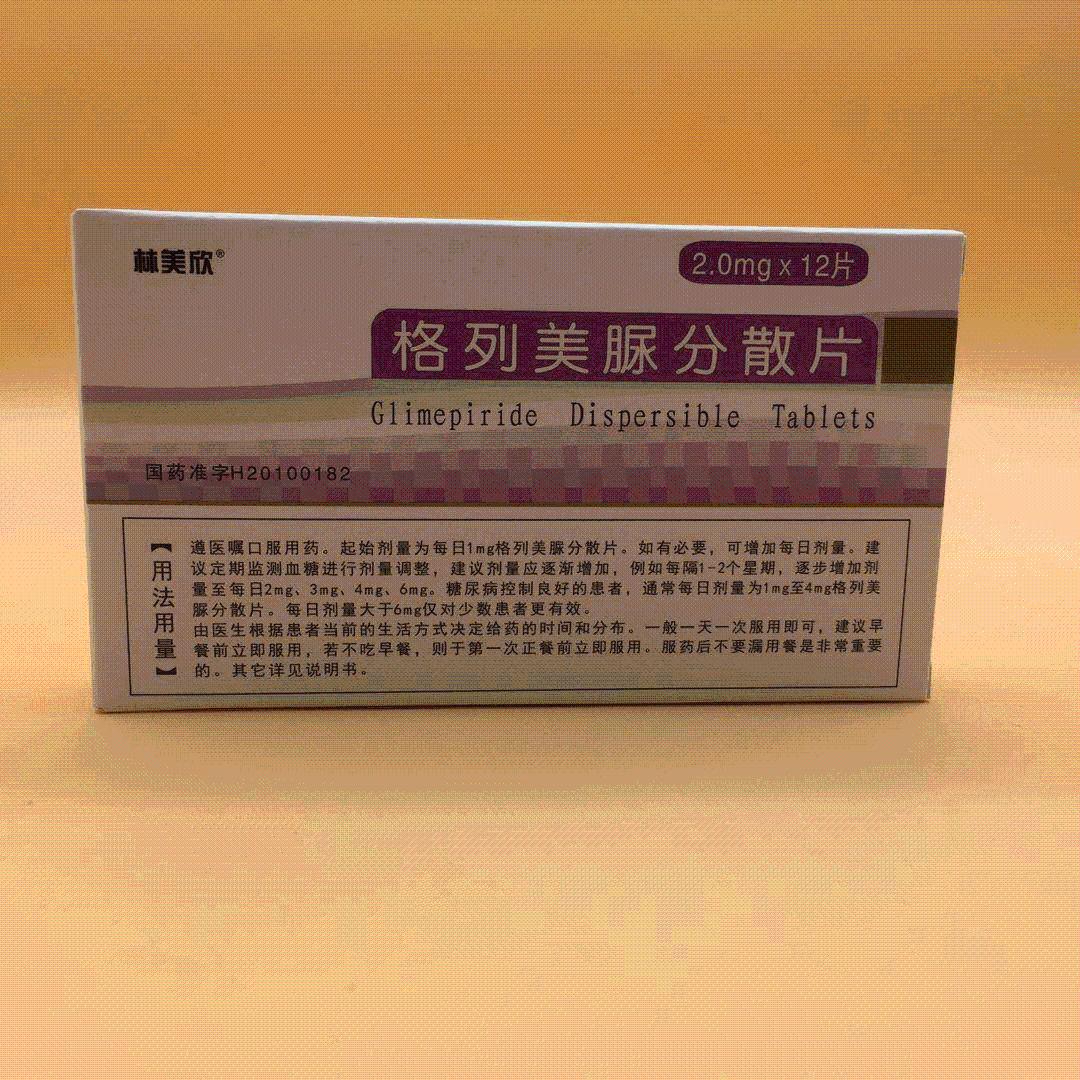 林美欣®
2.0mg x 12片
格列美脲分散片
Glimepiride Dispersible Tablets
国药准字H20100182
【用法用量】
遵医嘱口服用药。起始剂量为每日1mg格列美脲分散片。如有必要，可增加每日剂量。建
议定期监测血糖进行剂量调整，建议剂量应逐渐增加，例如每隔1-2个星期，逐步增加剂
量至每日2mg、3mg、4mg、6mg。糖尿病控制良好的患者，通常每日剂量为1mg至4mg格列美
脲分散片。每日剂量大于6mg仅对少数患者更有效。
由医生根据患者当前的生活方式决定给药的时间和分布。一般一天一次服用即可，建议早
餐前立即服用，若不吃早餐，则于第一次正餐前立即服用。服药后不要漏用餐是非常重要
的。其它详见说明书。